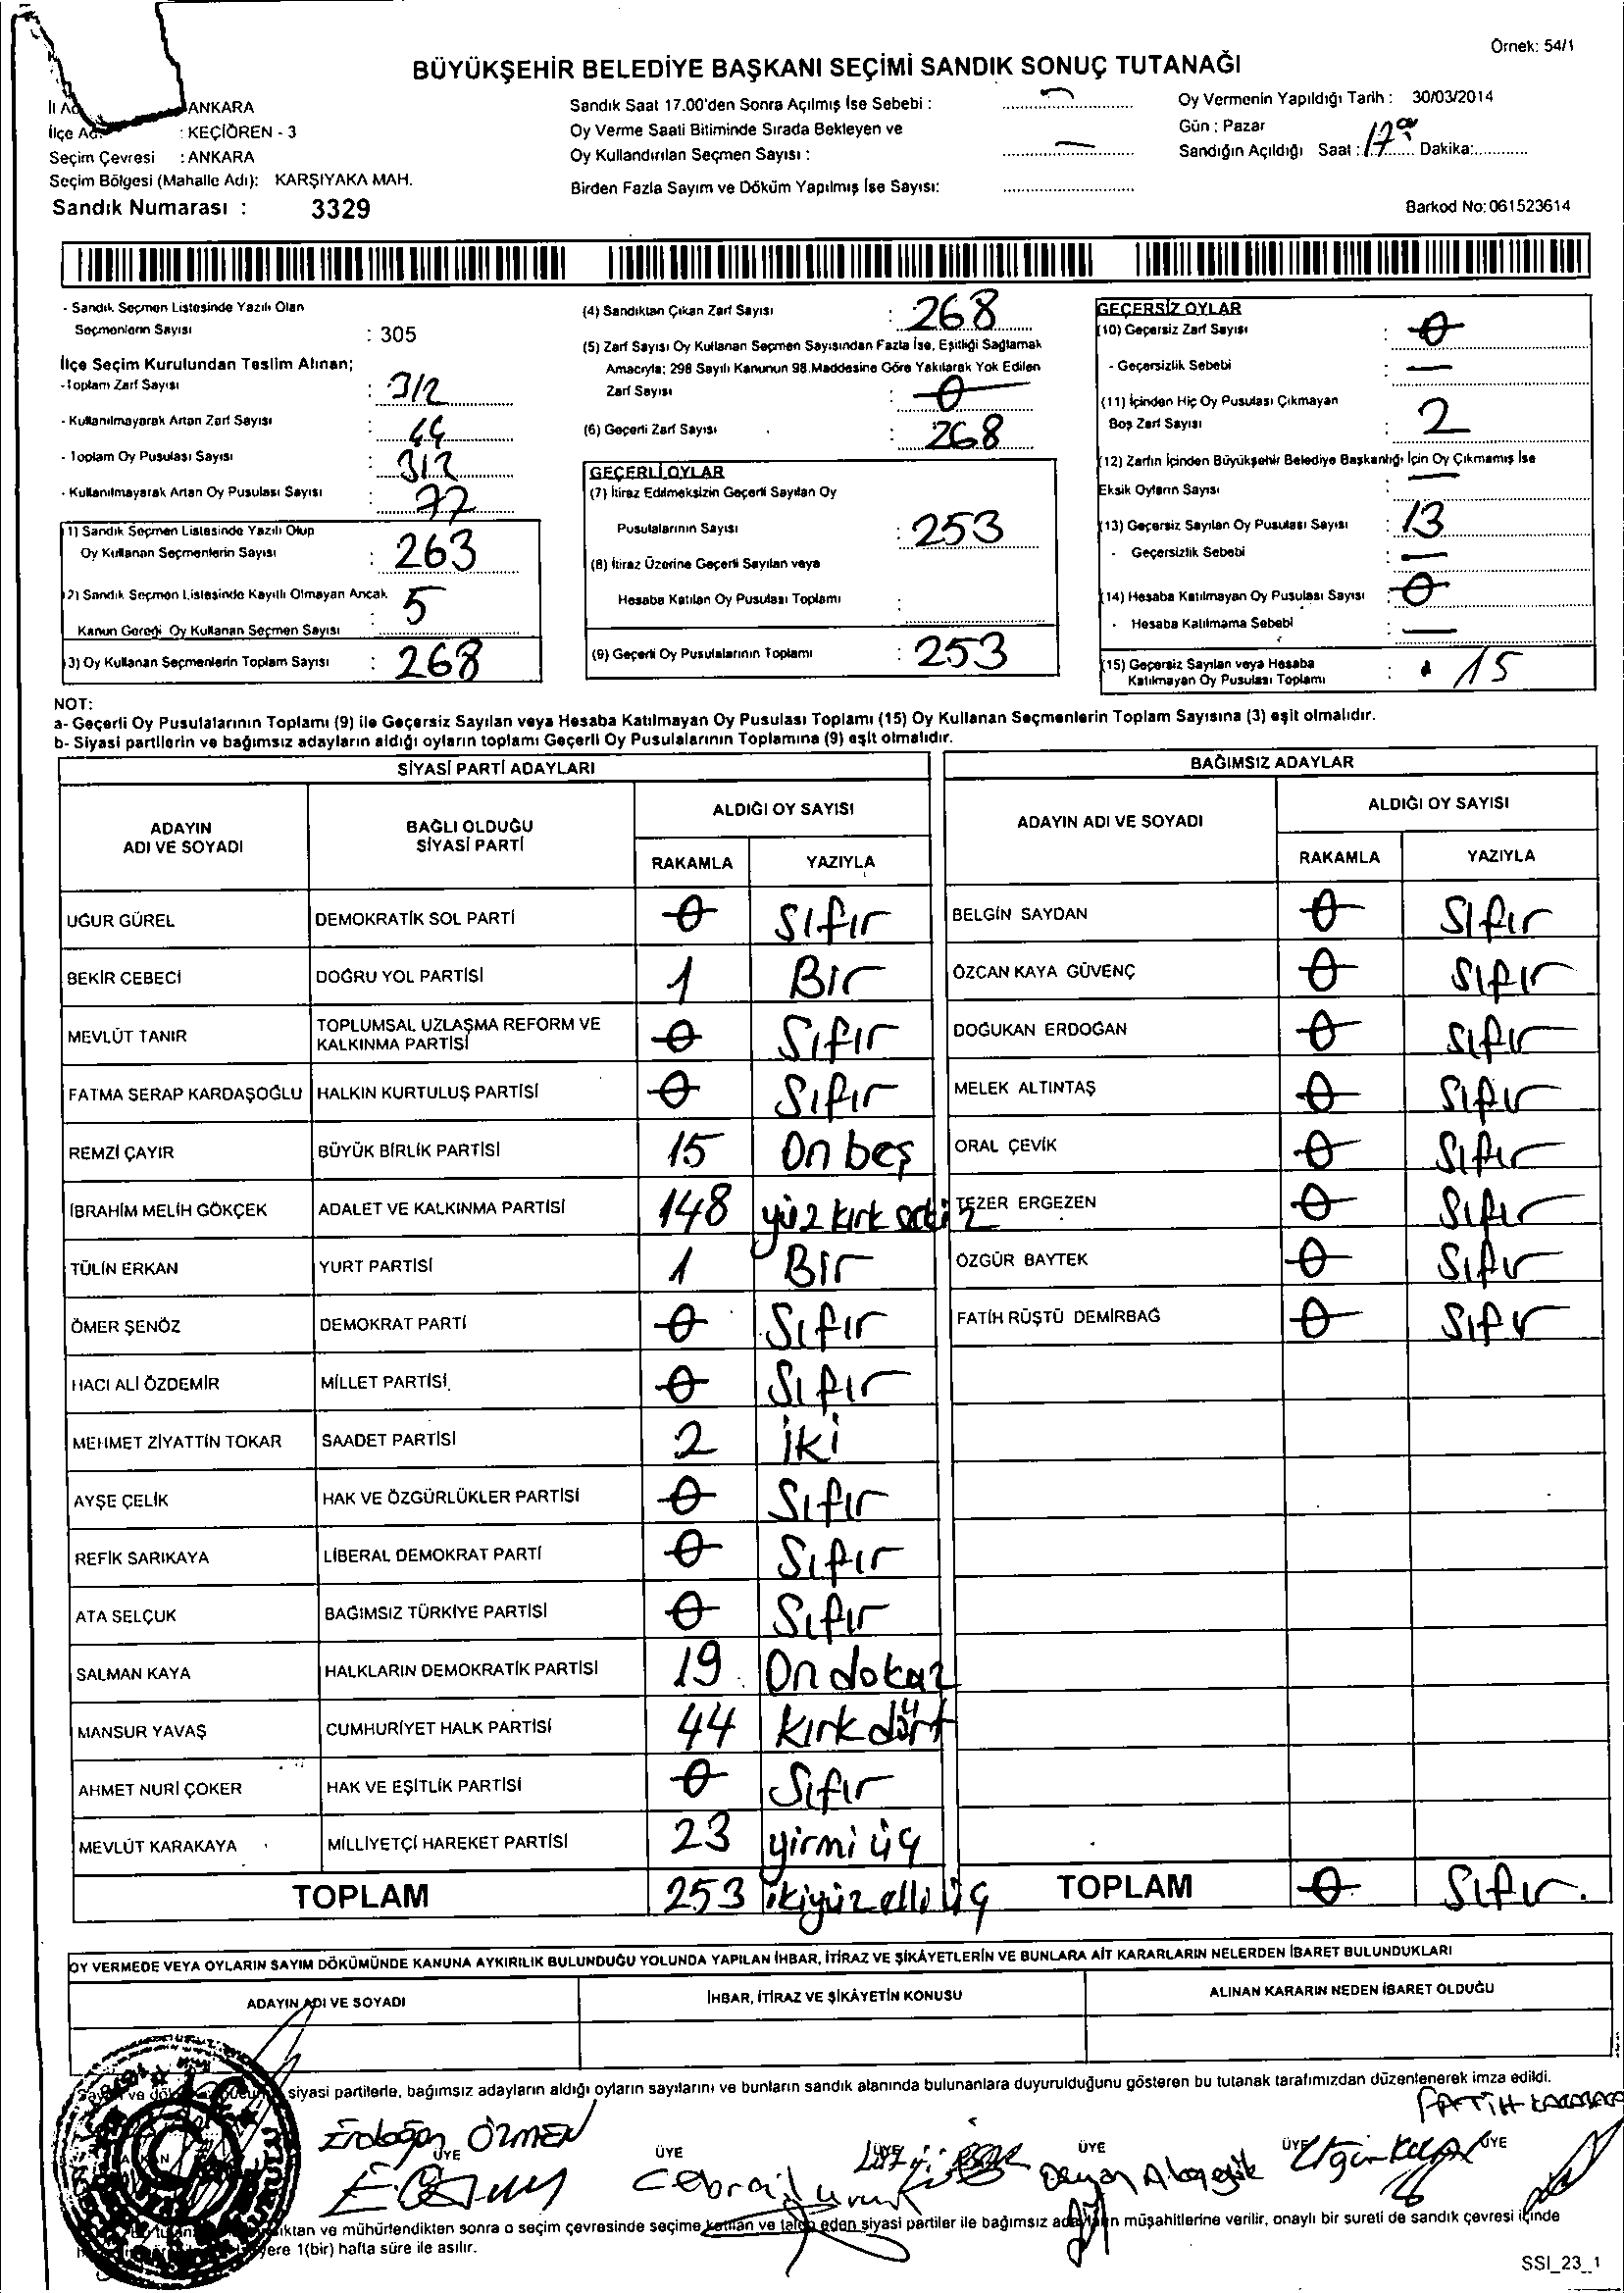 Örnek: 54/1
BÜYÜKŞEHİR BELEDİYE BAŞKANI SEÇİMİ SANDIK SONUÇ TUTANAĞI
İl Ad ANKARA
İlçe Ad : KEÇİÖREN - 3
Seçim Çevresi : ANKARA
Seçim Bölgesi (Mahalle Adı): KARŞIYAKA MAH.
Sandık Numarası : 3329
Sandık Saat 17.00'den Sonra Açılmış İse Sebebi :
Oy Verme Saati Bitiminde Sırada Bekleyen ve
Oy Kullandırılan Seçmen Sayısı : —
Birden Fazla Sayım ve Döküm Yapılmış İse Sayısı:
Oy Vermenin Yapıldığı Tarih : 30/03/2014
Gün : Pazar
Sandığın Açıldığı Saat : 17 00 Dakika:
Barkod No: 061523614
- Sandık Seçmen Listesinde Yazılı Olan
Seçmenlerin Sayısı : 305
İlçe Seçim Kurulundan Teslim Alınan;
- Toplam Zarf Sayısı : 312
- Kullanılmayarak Artan Zarf Sayısı : 44
- Toplam Oy Pusulası Sayısı : 312
- Kullanılmayarak Artan Oy Pusulası Sayısı : 77
1) Sandık Seçmen Listesinde Yazılı Olup
Oy Kullanan Seçmenlerin Sayısı : 263
2) Sandık Seçmen Listesinde Kayıtlı Olmayan Ancak
Kanun Gereği Oy Kullanan Seçmen Sayısı : 5
3) Oy Kullanan Seçmenlerin Toplam Sayısı : 268
(4) Sandıktan Çıkan Zarf Sayısı : 268
(5) Zarf Sayısı Oy Kullanan Seçmen Sayısından Fazla İse, Eşitliği Sağlamak
Amacıyla; 298 Sayılı Kanunun 98.Maddesine Göre Yakılarak Yok Edilen
Zarf Sayısı : 0
(6) Geçerli Zarf Sayısı : 268
GEÇERLİ OYLAR
(7) İtiraz Edilmeksizin Geçerli Sayılan Oy
Pusulalarının Sayısı : 253
(8) İtiraz Üzerine Geçerli Sayılan veya
Hesaba Katılan Oy Pusulası Toplamı :
(9) Geçerli Oy Pusulalarının Toplamı : 253
GEÇERSİZ OYLAR
(10) Geçersiz Zarf Sayısı : 0
- Geçersizlik Sebebi : —
(11) İçinden Hiç Oy Pusulası Çıkmayan
Boş Zarf Sayısı : 2
(12) Zarfın İçinden Büyükşehir Belediye Başkanlığı İçin Oy Çıkmamış İse
Eksik Oyların Sayısı : —
(13) Geçersiz Sayılan Oy Pusulası Sayısı : 13
- Geçersizlik Sebebi : —
(14) Hesaba Katılmayan Oy Pusulası Sayısı : 0
- Hesaba Katılmama Sebebi : —
(15) Geçersiz Sayılan veya Hesaba
Katılmayan Oy Pusulası Toplamı : 15
NOT:
a- Geçerli Oy Pusulalarının Toplamı (9) ile Geçersiz Sayılan veya Hesaba Katılmayan Oy Pusulası Toplamı (15) Oy Kullanan Seçmenlerin Toplam Sayısına (3) eşit olmalıdır.
b- Siyasi partilerin ve bağımsız adayların aldığı oyların toplamı Geçerli Oy Pusulalarının Toplamına (9) eşit olmalıdır.
SİYASİ PARTİ ADAYLARI
ADAYIN ADI VE SOYADI BAĞLI OLDUĞU SİYASİ PARTİ ALDIĞI OY SAYISI
RAKAMLA YAZIYLA
UĞUR GÜREL DEMOKRATİK SOL PARTİ 0 Sıfır
BEKİR CEBECİ DOĞRU YOL PARTİSİ 1 Bir
MEVLÜT TANIR TOPLUMSAL UZLAŞMA REFORM VE KALKINMA PARTİSİ 0 Sıfır
FATMA SERAP KARDAŞOĞLU HALKIN KURTULUŞ PARTİSİ 0 Sıfır
REMZİ ÇAYIR BÜYÜK BİRLİK PARTİSİ 15 On beş
İBRAHİM MELİH GÖKÇEK ADALET VE KALKINMA PARTİSİ 148 yüz kırk sekiz
TÜLİN ERKAN YURT PARTİSİ 1 Bir
ÖMER ŞENÖZ DEMOKRAT PARTİ 0 Sıfır
HACI ALİ ÖZDEMİR MİLLET PARTİSİ 0 Sıfır
MEHMET ZİYATTİN TOKAR SAADET PARTİSİ 2 iki
AYŞE ÇELİK HAK VE ÖZGÜRLÜKLER PARTİSİ 0 Sıfır
REFİK SARIKAYA LİBERAL DEMOKRAT PARTİ 0 Sıfır
ATA SELÇUK BAĞIMSIZ TÜRKİYE PARTİSİ 0 Sıfır
SALMAN KAYA HALKLARIN DEMOKRATİK PARTİSİ 19 On dokuz
MANSUR YAVAŞ CUMHURİYET HALK PARTİSİ 44 Kırk dört
AHMET NURİ ÇOKER HAK VE EŞİTLİK PARTİSİ 0 Sıfır
MEVLÜT KARAKAYA MİLLİYETÇİ HAREKET PARTİSİ 23 yirmi üç
TOPLAM 253 ikiyüz elli üç
BAĞIMSIZ ADAYLAR
ADAYIN ADI VE SOYADI ALDIĞI OY SAYISI
RAKAMLA YAZIYLA
BELGİN SAYDAN 0 Sıfır
ÖZCAN KAYA GÜVENÇ 0 Sıfır
DOĞUKAN ERDOĞAN 0 Sıfır
MELEK ALTINTAŞ 0 Sıfır
ORAL ÇEVİK 0 Sıfır
TEZER ERGEZEN 0 Sıfır
ÖZGÜR BAYTEK 0 Sıfır
FATİH RÜŞTÜ DEMİRBAĞ 0 Sıfır
TOPLAM 0 Sıfır.
OY VERMEDE VEYA OYLARIN SAYIM DÖKÜMÜNDE KANUNA AYKIRILIK BULUNDUĞU YOLUNDA YAPILAN İHBAR, İTİRAZ VE ŞİKÂYETLERİN VE BUNLARA AİT KARARLARIN NELERDEN İBARET BULUNDUKLARI
ADAYIN ADI VE SOYADI İHBAR, İTİRAZ VE ŞİKÂYETİN KONUSU ALINAN KARARIN NEDEN İBARET OLDUĞU
siyasi partilerle, bağımsız adayların aldığı oyların sayılarını ve bunların sandık alanında bulunanlara duyurulduğunu gösteren bu tutanak tarafımızdan düzenlenerek imza edildi.
FATİH
Erdoğan ÖZMEN
ÜYE ÜYE ÜYE ÜYE ÜYE ÜYE
Cebrail
ıktan ve mühürlendikten sonra o seçim çevresinde seçime katılan ve talep eden siyasi partiler ile bağımsız adayların müşahitlerine verilir, onaylı bir sureti de sandık çevresi içinde
yere 1(bir) hafta süre ile asılır.
SSI_23_1